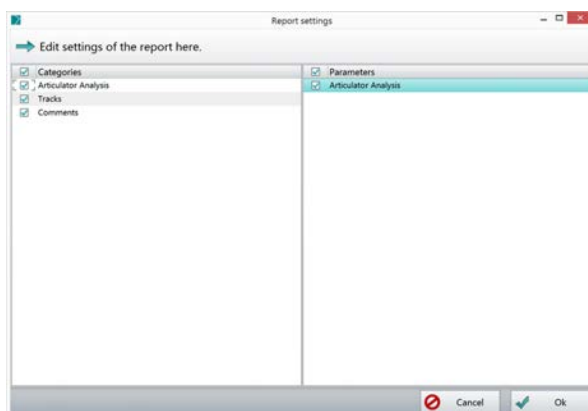 Report settings
Edit settings of the report here.
Categories
Parameters
Articulator Analysis
Articulator Analysis
Tracks
Comments
Cancel
Ok